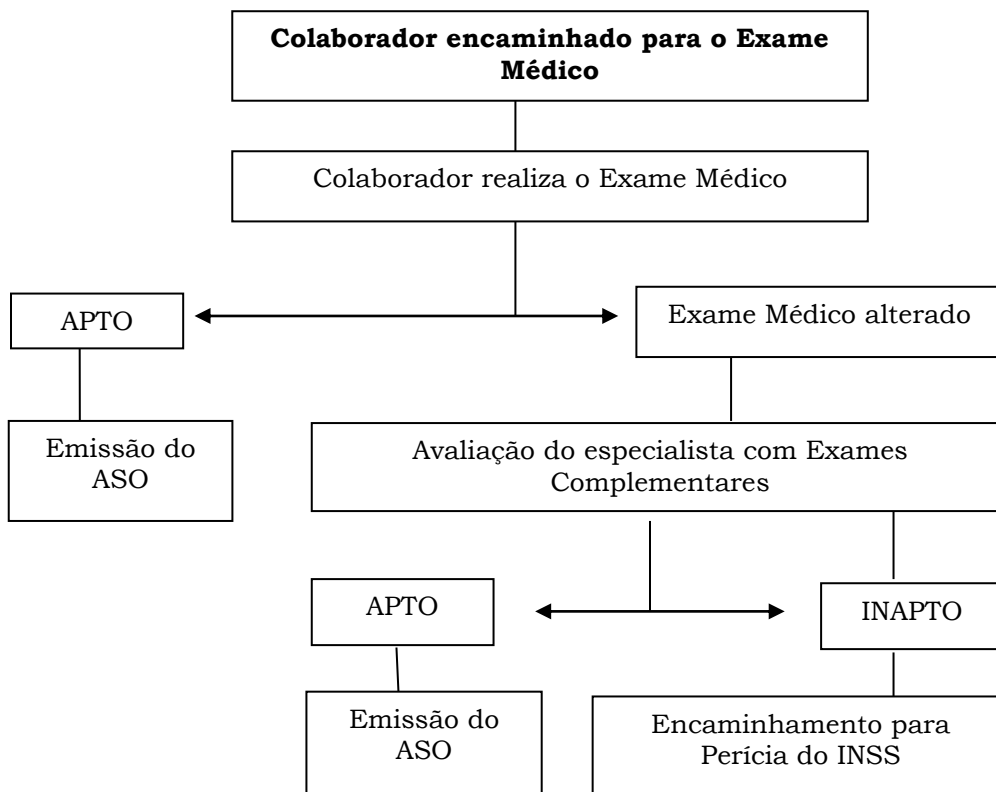 Colaborador encaminhado para o Exame
Médico
Colaborador realiza o Exame Médico
APTO
Exame Médico alterado
Emissão do
ASO
Avaliação do especialista com Exames
Complementares
APTO
INAPTO
Emissão do
ASO
Encaminhamento para
Perícia do INSS